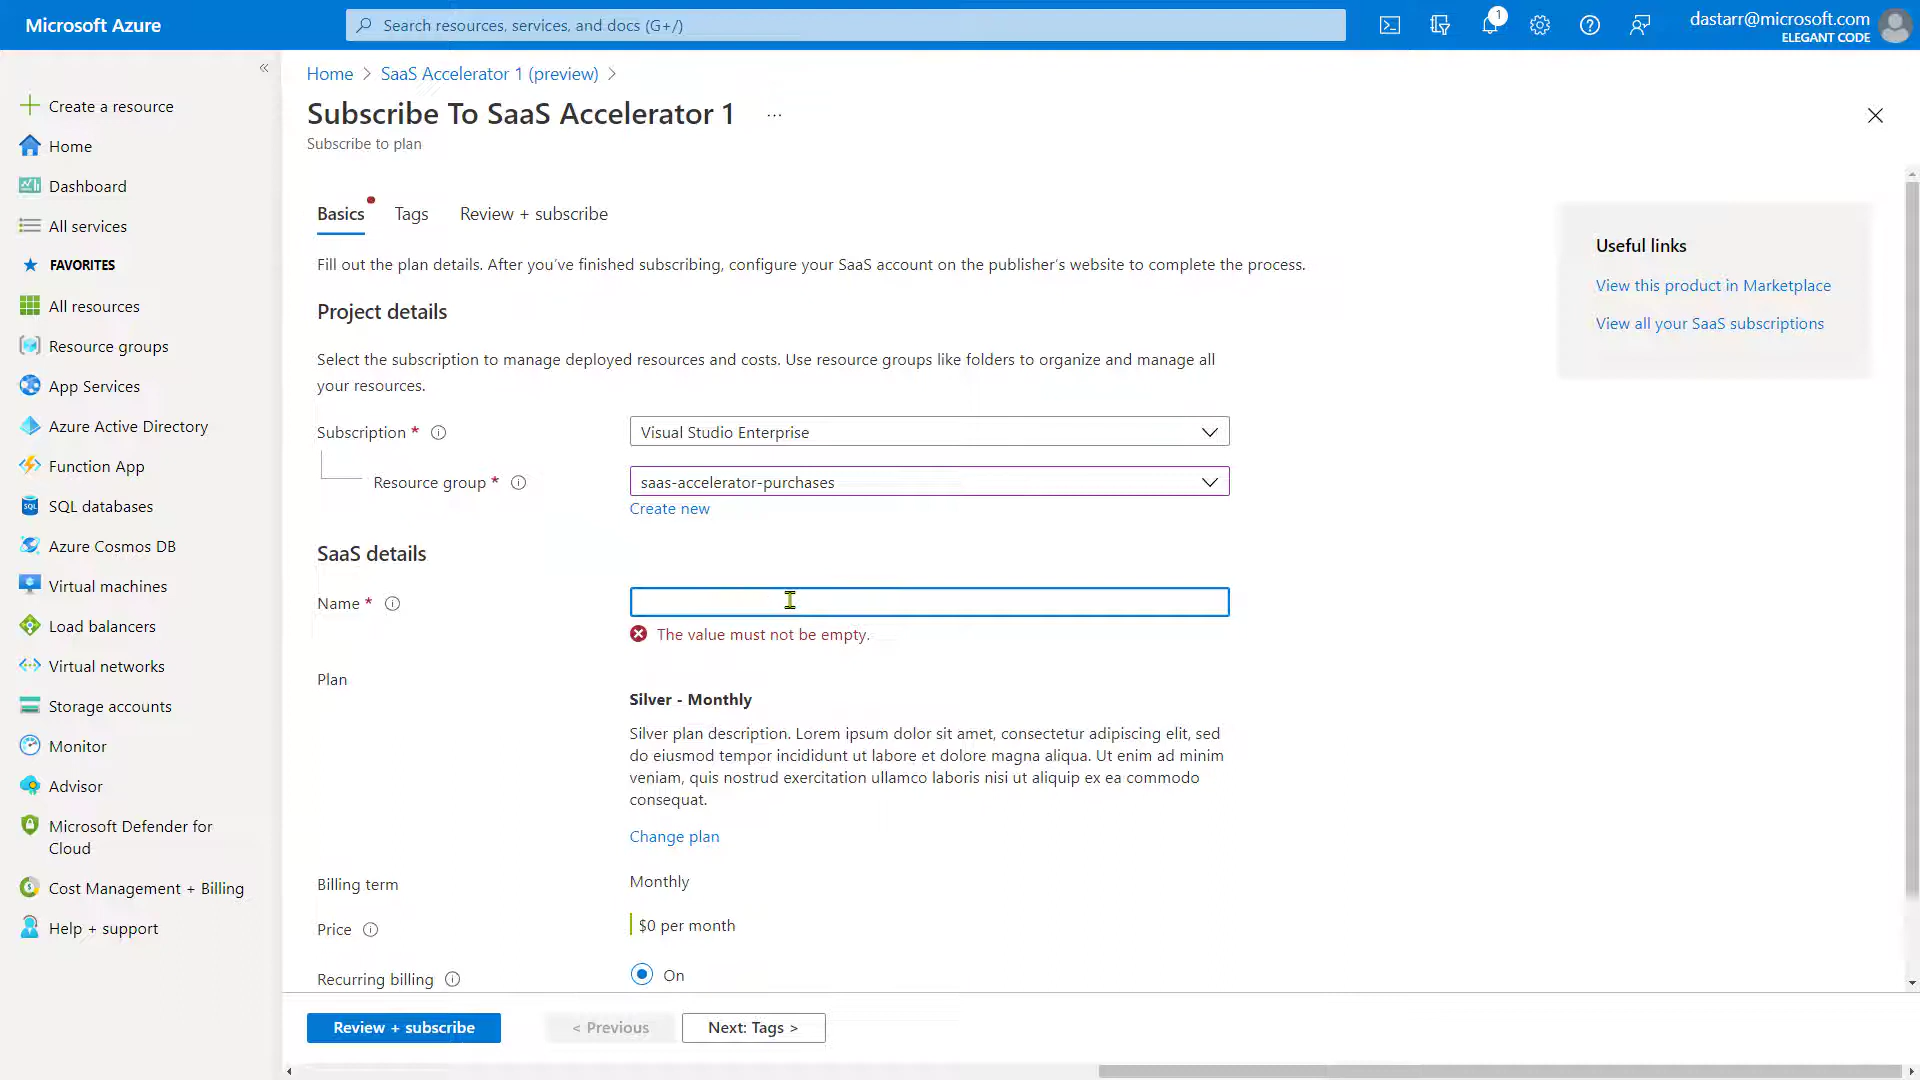 Microsoft Azure
Search resources, services, and docs (G+/)
1
dastarr@microsoft.com
ELEGANT CODE
«
Create a resource
Home
Dashboard
All services
FAVORITES
All resources
Resource groups
App Services
Azure Active Directory
Function App
SQL databases
Azure Cosmos DB
Virtual machines
Load balancers
Virtual networks
Storage accounts
Monitor
Advisor
Microsoft Defender for
Cloud
Cost Management + Billing
Help + support
Home > SaaS Accelerator 1 (preview) >
Subscribe To SaaS Accelerator 1 ...
Subscribe to plan
Basics Tags Review + subscribe
Fill out the plan details. After you've finished subscribing, configure your SaaS account on the publisher's website to complete the process.
Project details
Select the subscription to manage deployed resources and costs. Use resource groups like folders to organize and manage all
your resources.
Subscription * Visual Studio Enterprise
Resource group * saas-accelerator-purchases
Create new
SaaS details
Name *
The value must not be empty.
Plan
Silver - Monthly
Silver plan description. Lorem ipsum dolor sit amet, consectetur adipiscing elit, sed
do eiusmod tempor incididunt ut labore et dolore magna aliqua. Ut enim ad minim
veniam, quis nostrud exercitation ullamco laboris nisi ut aliquip ex ea commodo
consequat.
Change plan
Billing term Monthly
Price $0 per month
Recurring billing On
Review + subscribe < Previous Next: Tags >
Useful links
View this product in Marketplace
View all your SaaS subscriptions